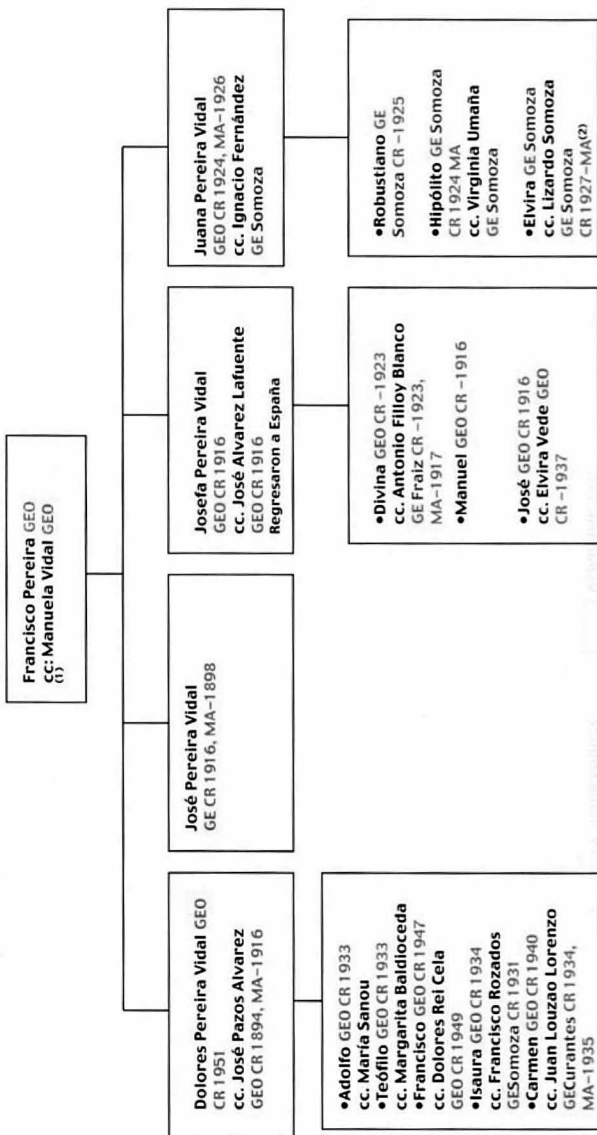 Francisco Pereira GEO
cc: Manuela Vidal GEO
(1)
Dolores Pereira Vidal GEO
CR 1951
cc. José Pazos Alvarez
GEO CR 1894, MA-1916
José Pereira Vidal
GE CR 1916, MA-1898
Josefa Pereira Vidal
GEO CR 1916
cc. José Alvarez Lafuente
GEO CR 1916
Regresaron a España
Juana Pereira Vidal
GEO CR 1924, MA-1926
cc. Ignacio Fernández
GE Somoza
•Adolfo GEO CR 1933
cc. María Sanou
•Teófilo GEO CR 1933
cc. Margarita Baldioceda
•Francisco GEO CR 1947
cc. Dolores Rei Cela
GEO CR 1949
•Isaura GEO CR 1934
cc. Francisco Rozados
GESomoza CR 1931
•Carmen GEO CR 1940
cc. Juan Louzao Lorenzo
GECurantes CR 1934,
MA-1935
•Divina GEO CR -1923
cc. Antonio Filloy Blanco
GE Fraiz CR -1923,
MA-1917
•Manuel GEO CR -1916
•José GEO CR 1916
cc. Elvira Vede GEO
CR -1937
•Robustiano GE
Somoza CR -1925
•Hipólito GE Somoza
CR 1924 MA
cc. Virginia Umaña
GE Somoza
•Elvira GE Somoza
cc. Lizardo Somoza
GE Somoza
CR 1927-MA(2)